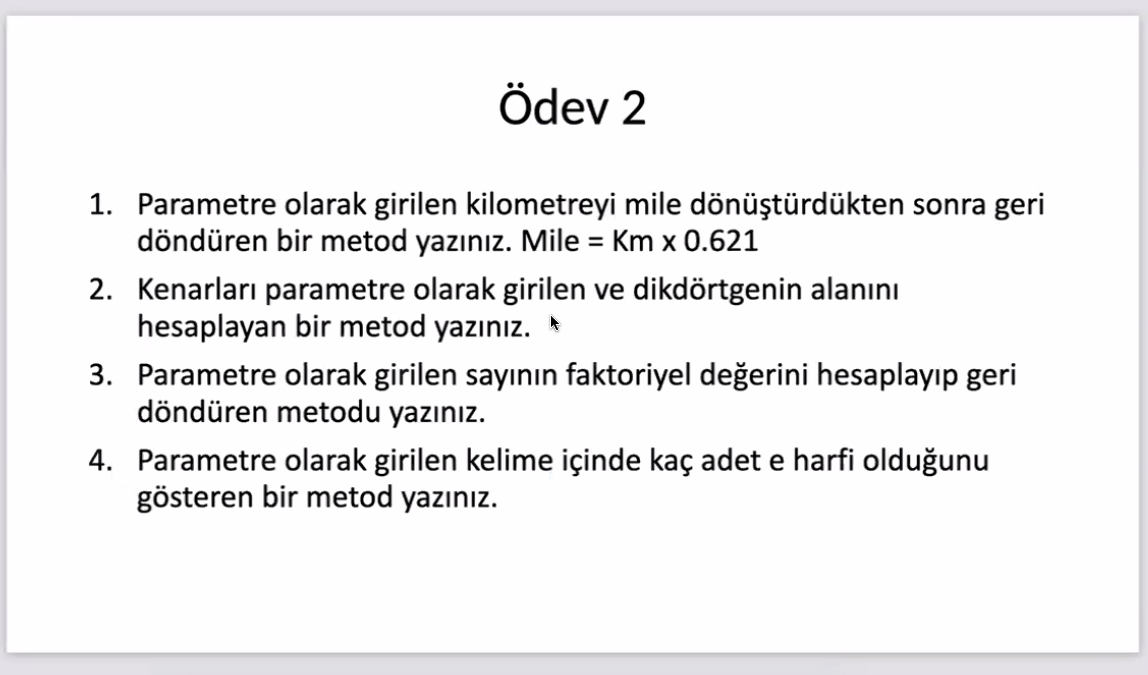 Ödev 2
1. Parametre olarak girilen kilometreyi mile dönüştürdükten sonra geri
döndüren bir metod yazınız. Mile = Km x 0.621
2. Kenarları parametre olarak girilen ve dikdörtgenin alanını
hesaplayan bir metod yazınız.
3. Parametre olarak girilen sayının faktoriyel değerini hesaplayıp geri
döndüren metodu yazınız.
4. Parametre olarak girilen kelime içinde kaç adet e harfi olduğunu
gösteren bir metod yazınız.